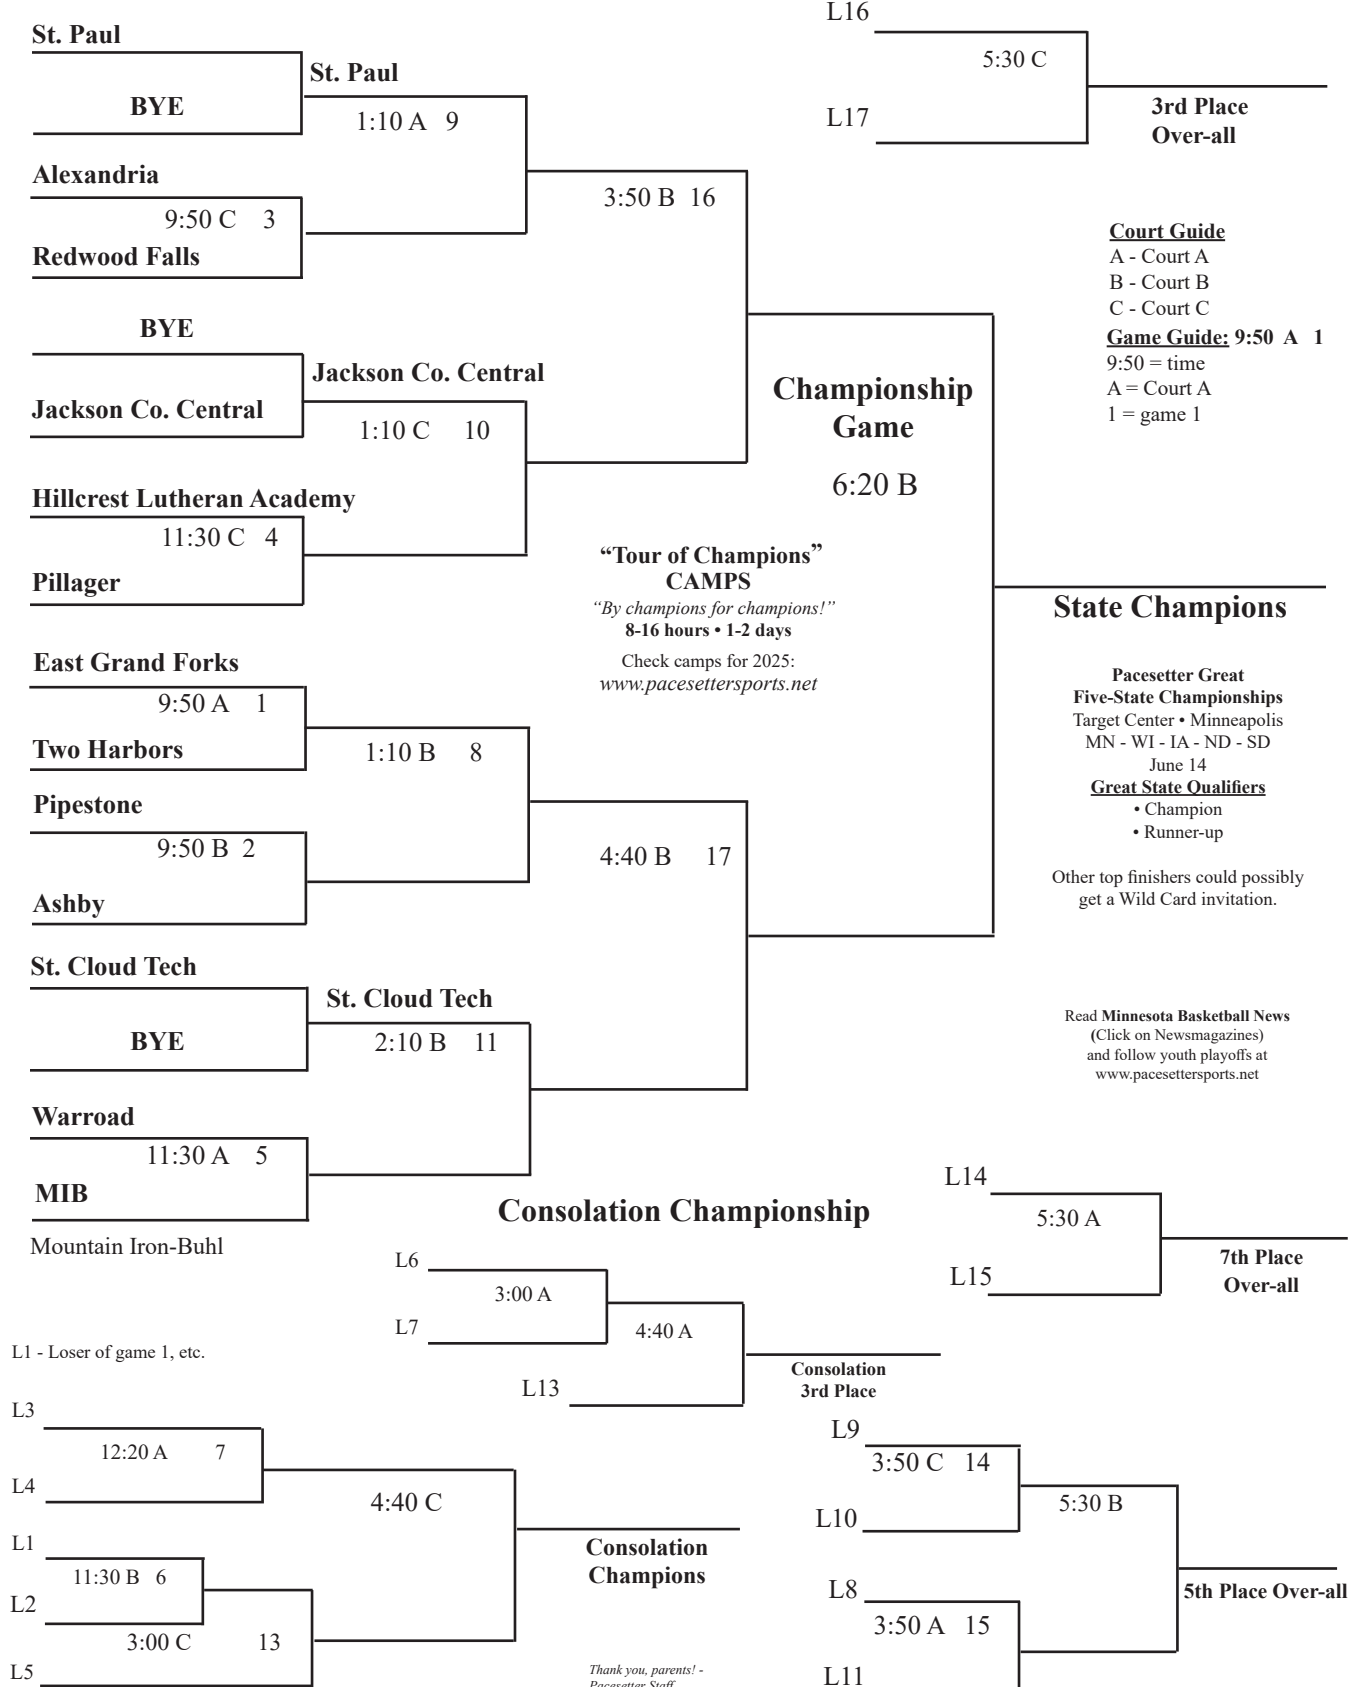 St. Paul
BYE
St. Paul
1:10 A 9
Alexandria
9:50 C 3
Redwood Falls
3:50 B 16
BYE
Jackson Co. Central
Jackson Co. Central
1:10 C 10
Hillcrest Lutheran Academy
11:30 C 4
Pillager
Championship
Game
6:20 B
L16
5:30 C
L17
3rd Place
Over-all
Court Guide
A - Court A
B - Court B
C - Court C
Game Guide: 9:50 A 1
9:50 = time
A = Court A
1 = game 1
“Tour of Champions”
CAMPS
“By champions for champions!”
8-16 hours • 1-2 days
Check camps for 2025:
www.pacesettersports.net
State Champions
East Grand Forks
9:50 A 1
Two Harbors
1:10 B 8
Pipestone
9:50 B 2
Ashby
4:40 B 17
St. Cloud Tech
BYE
St. Cloud Tech
2:10 B 11
Warroad
11:30 A 5
MIB
Mountain Iron-Buhl
Pacesetter Great
Five-State Championships
Target Center • Minneapolis
MN - WI - IA - ND - SD
June 14
Great State Qualifiers
• Champion
• Runner-up
Other top finishers could possibly
get a Wild Card invitation.
Read Minnesota Basketball News
(Click on Newsmagazines)
and follow youth playoffs at
www.pacesettersports.net
Consolation Championship
L14
5:30 A
L15
7th Place
Over-all
L6
3:00 A
L7
4:40 A
L13
Consolation
3rd Place
L1 - Loser of game 1, etc.
L3
12:20 A 7
L4
4:40 C
L1
11:30 B 6
L2
3:00 C 13
L5
Consolation
Champions
L9
3:50 C 14
L10
5:30 B
L8
3:50 A 15
L11
5th Place Over-all
Thank you, parents! -
Pacesetter Staff